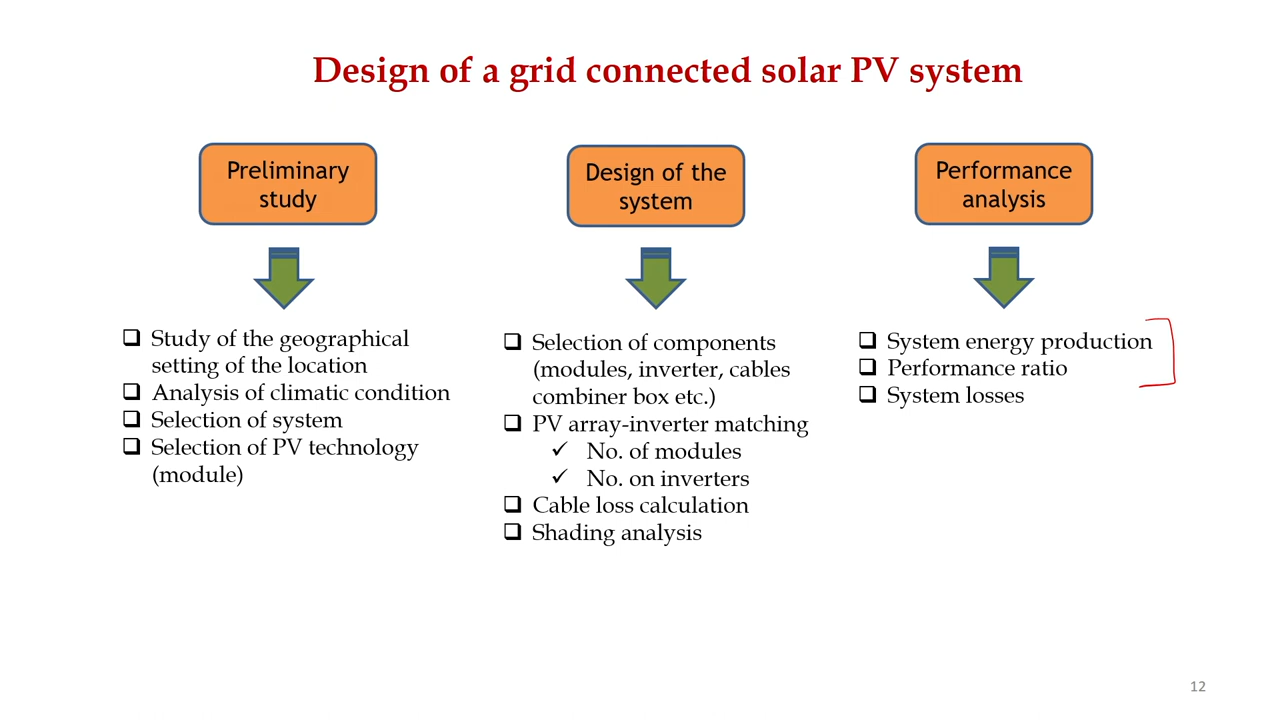 Design of a grid connected solar PV system
Preliminary
study
❑ Study of the geographical
setting of the location
❑ Analysis of climatic condition
❑ Selection of system
❑ Selection of PV technology
(module)
Design of the
system
❑ Selection of components
(modules, inverter, cables
combiner box etc.)
❑ PV array-inverter matching
✓ No. of modules
✓ No. on inverters
❑ Cable loss calculation
❑ Shading analysis
Performance
analysis
❑ System energy production
❑ Performance ratio
❑ System losses
12